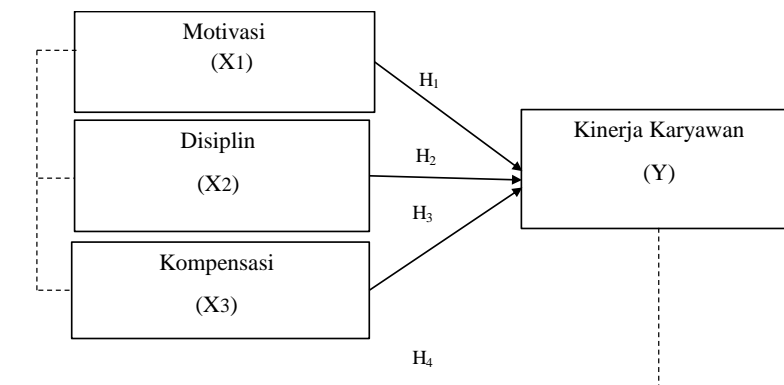 Motivasi
(X1)
H1
Disiplin
(X2)
H2
H3
Kompensasi
(X3)
H4
Kinerja Karyawan
(Y)